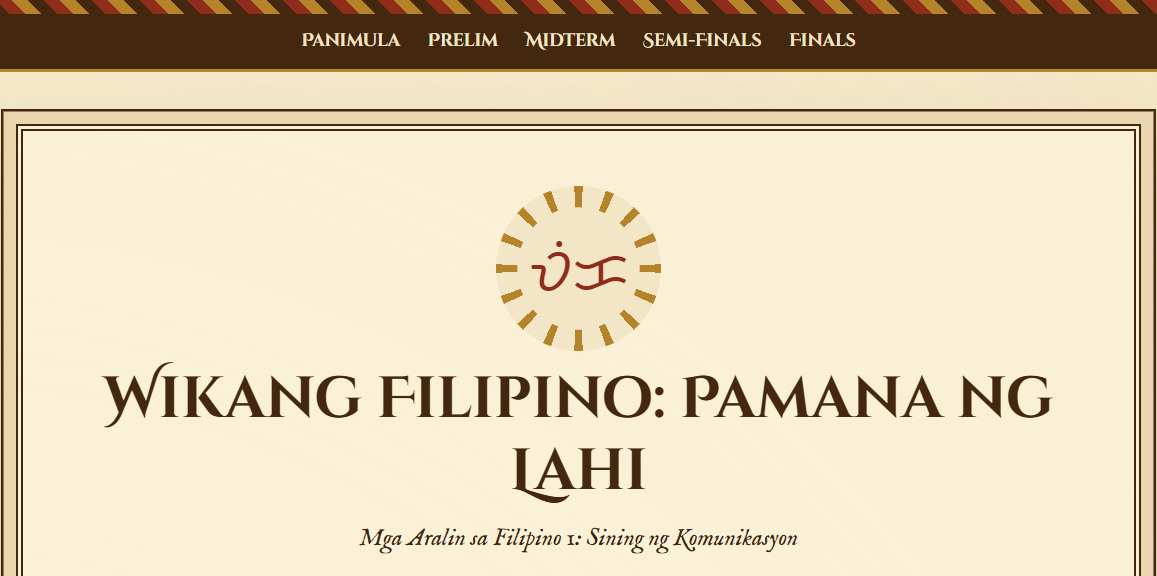 PANIMULA PRELIM MIDTERM SEMI-FINALS FINALS
ᜏᜒᜃ
WIKANG FILIPINO: PAMANA NG
LAHI
Mga Aralin sa Filipino 1: Sining ng Komunikasyon